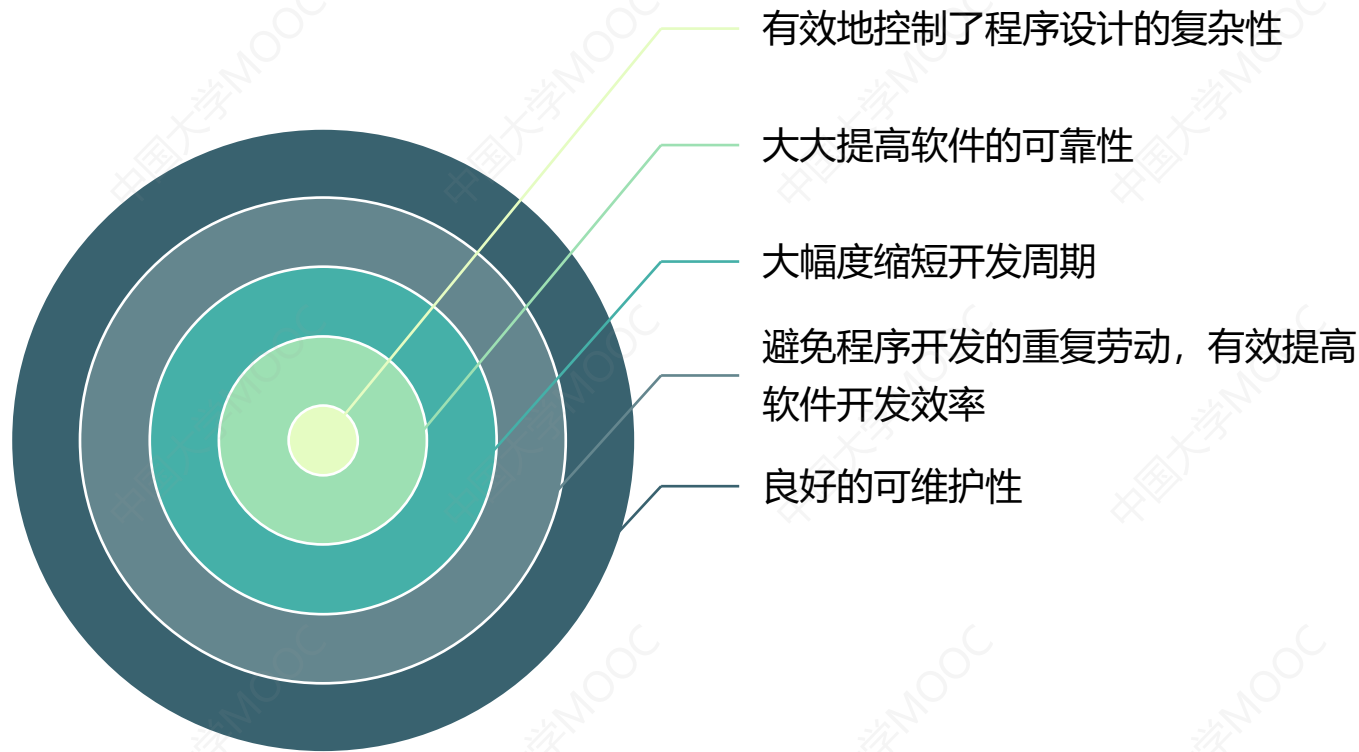 有效地控制了程序设计的复杂性
大大提高软件的可靠性
大幅度缩短开发周期
避免程序开发的重复劳动，有效提高
软件开发效率
良好的可维护性
中国大学MOOC